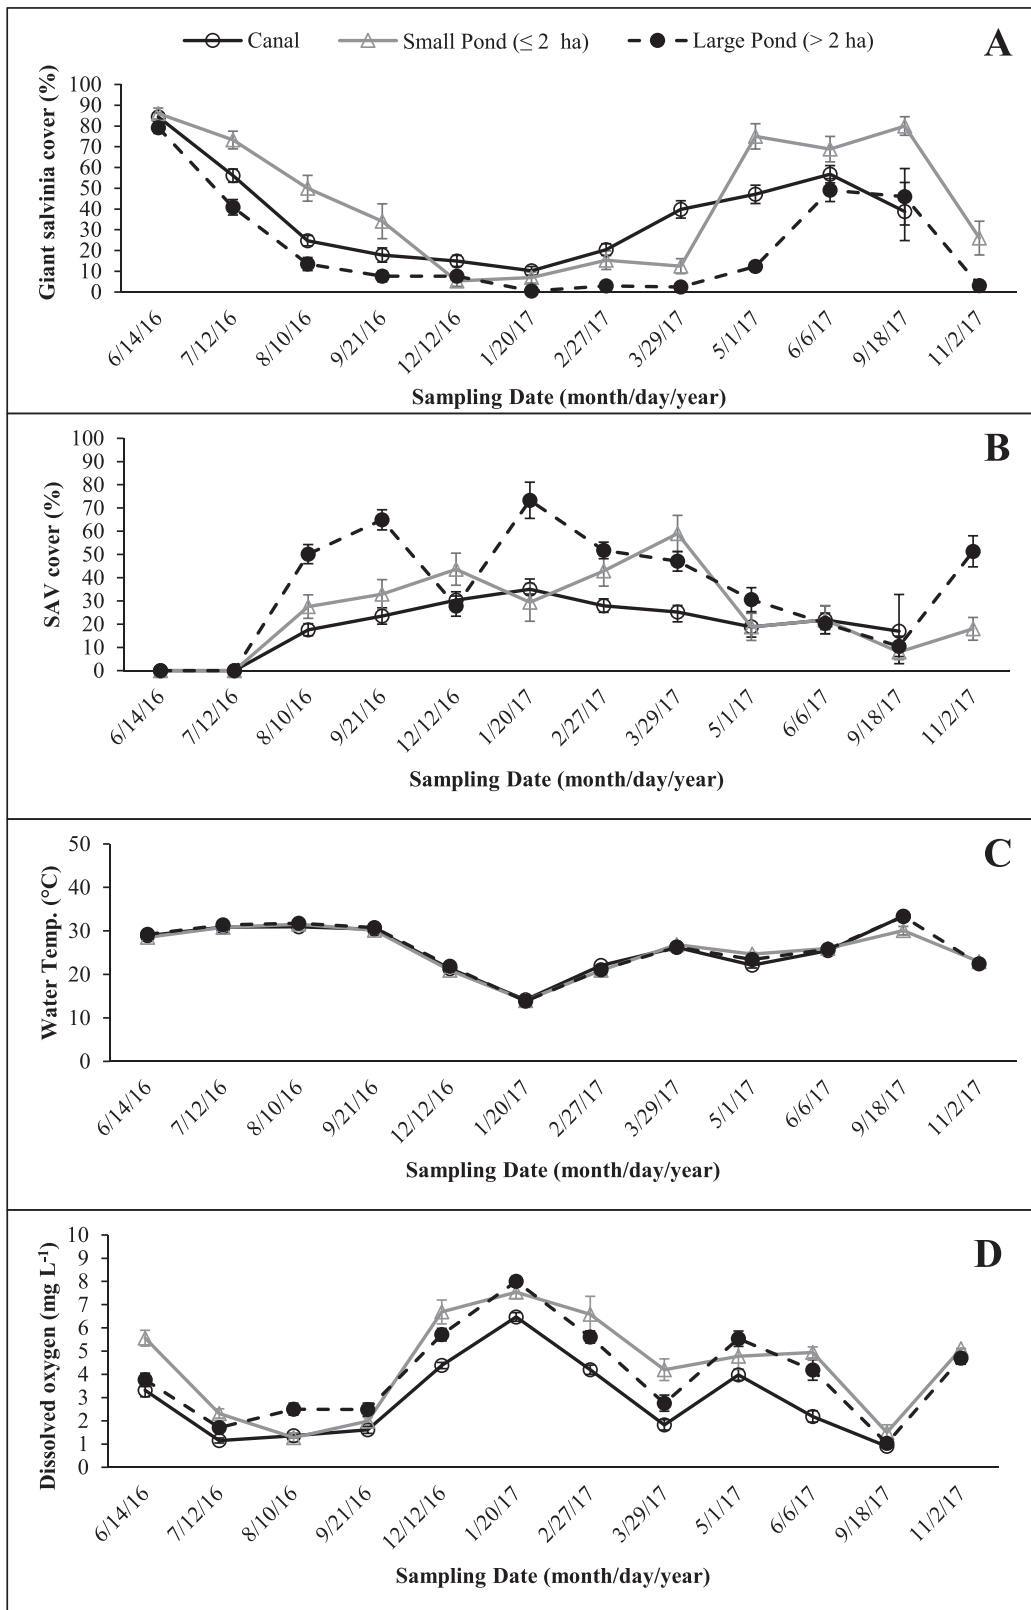 Canal Small Pond (≤ 2 ha) Large Pond (> 2 ha) A
Giant salvinia cover (%)
100
90
80
70
60
50
40
30
20
10
0
6/14/16 7/12/16 8/10/16 9/21/16 12/12/16 1/20/17 2/27/17 3/29/17 5/1/17 6/6/17 9/18/17 11/2/17
Sampling Date (month/day/year)
B
SAV cover (%)
100
90
80
70
60
50
40
30
20
10
0
6/14/16 7/12/16 8/10/16 9/21/16 12/12/16 1/20/17 2/27/17 3/29/17 5/1/17 6/6/17 9/18/17 11/2/17
Sampling Date (month/day/year)
C
Water Temp. (°C)
50
40
30
20
10
0
6/14/16 7/12/16 8/10/16 9/21/16 12/12/16 1/20/17 2/27/17 3/29/17 5/1/17 6/6/17 9/18/17 11/2/17
Sampling Date (month/day/year)
D
Dissolved oxygen (mg L⁻¹)
10
9
8
7
6
5
4
3
2
1
0
6/14/16 7/12/16 8/10/16 9/21/16 12/12/16 1/20/17 2/27/17 3/29/17 5/1/17 6/6/17 9/18/17 11/2/17
Sampling Date (month/day/year)